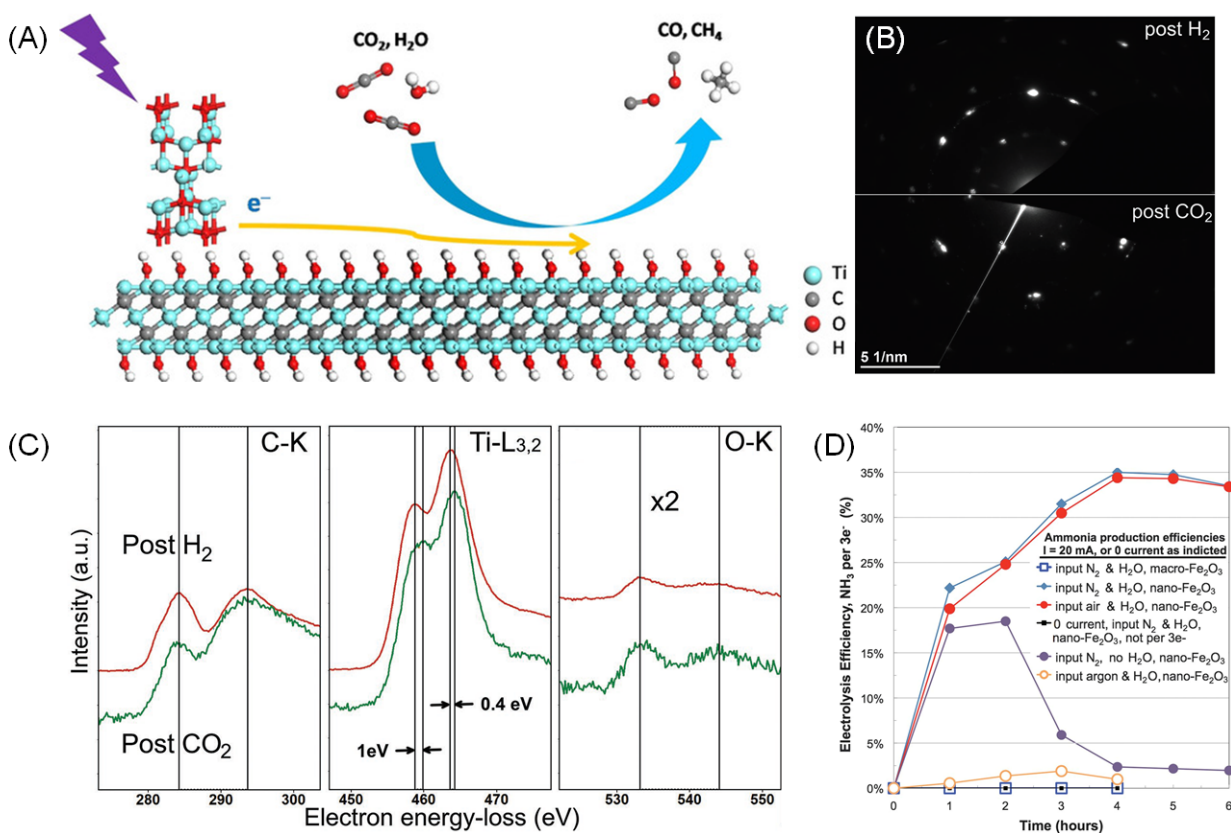 (A)
CO2, H2O
CO, CH4
e−
Ti
C
O
H
(B)
post H2
post CO2
5 1/nm
(C)
C-K
Ti-L3,2
O-K
x2
Post H2
Post CO2
0.4 eV
1eV
Intensity (a.u.)
280 290 300
450 460 470
530 540 550
Electron energy-loss (eV)
(D)
40%
35%
30%
25%
20%
15%
10%
5%
0%
Electrolysis Efficiency, NH3 per 3e- (%)
Ammonia production efficiencies
I = 20 mA, or 0 current as indicted
input N2 & H2O, macro-Fe2O3
input N2 & H2O, nano-Fe2O3
input air & H2O, nano-Fe2O3
0 current, input N2 & H2O,
nano-Fe2O3, not per 3e-
input N2, no H2O, nano-Fe2O3
input argon & H2O, nano-Fe2O3
0 1 2 3 4 5 6
Time (hours)